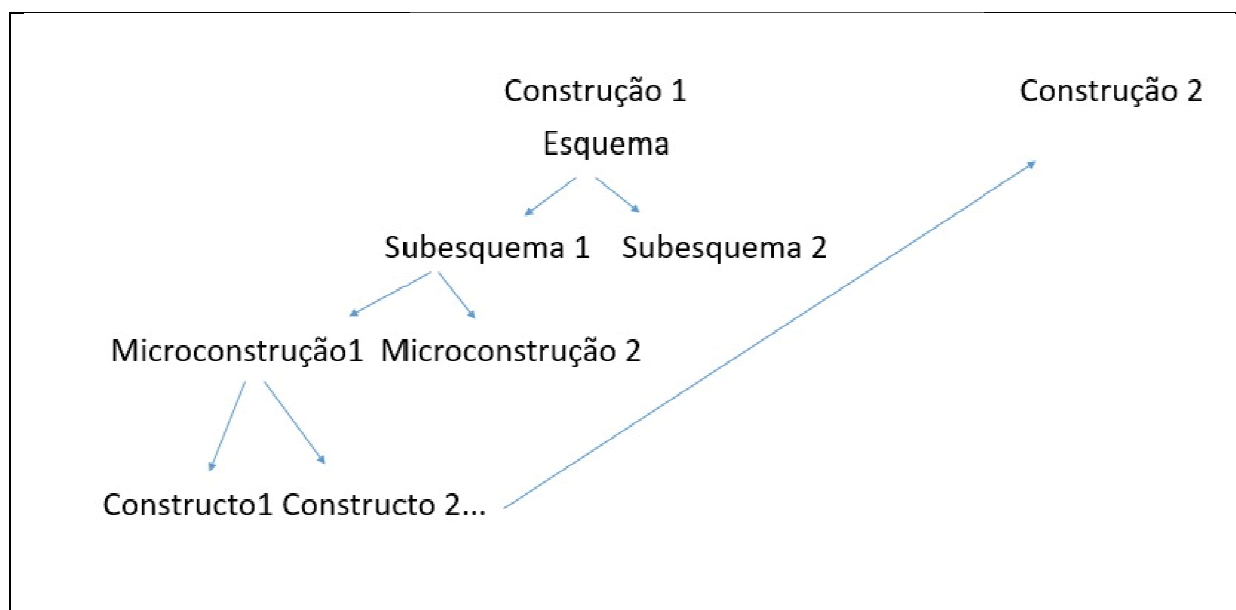 Construção 1 Construção 2
Esquema
Subesquema 1 Subesquema 2
Microconstrução1 Microconstrução 2
Constructo1 Constructo 2...